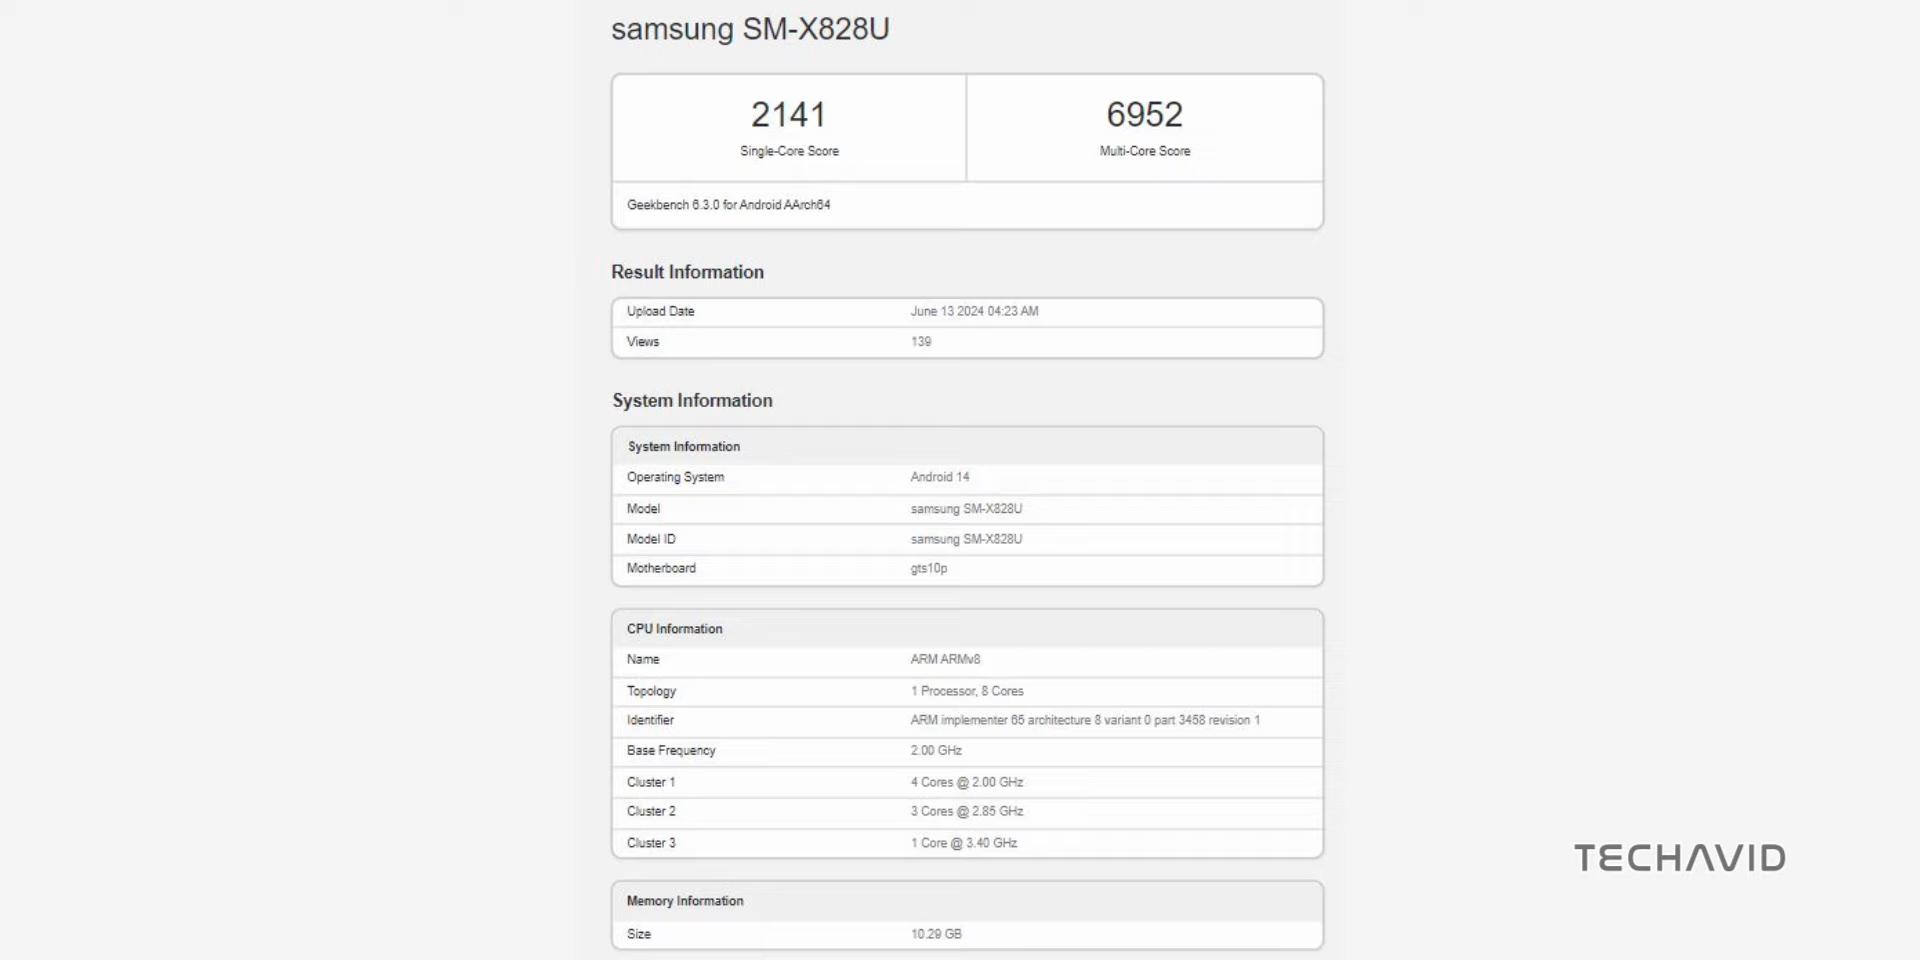 samsung SM-X828U
2141
Single-Core Score
6952
Multi-Core Score
Geekbench 6.3.0 for Android AArch64
Result Information
Upload Date June 13 2024 04:23 AM
Views 139
System Information
System Information
Operating System Android 14
Model samsung SM-X828U
Model ID samsung SM-X828U
Motherboard gts10p
CPU Information
Name ARM ARMv8
Topology 1 Processor, 8 Cores
Identifier ARM implementer 65 architecture 8 variant 0 part 3458 revision 1
Base Frequency 2.00 GHz
Cluster 1 4 Cores @ 2.00 GHz
Cluster 2 3 Cores @ 2.85 GHz
Cluster 3 1 Core @ 3.40 GHz
TECHAVID
Memory Information
Size 10.29 GB